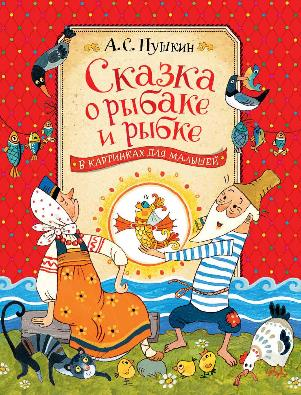 А.С. Пушкин
Сказка
о рыбаке
и рыбке
в картинках для малышей